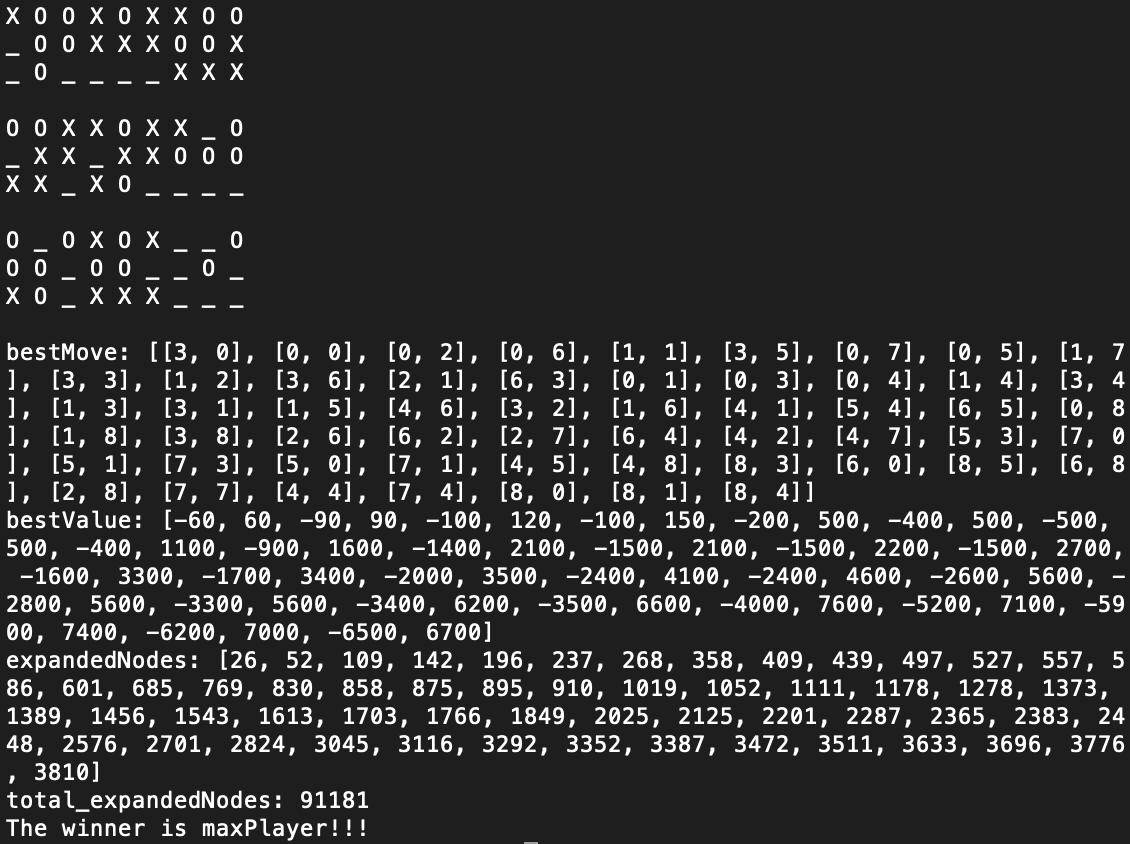 X O O X O X X O O
_ O O X X X O O X
_ O _ _ _ _ X X X
O O X X O X X _ O
_ X X _ X X O O O
X X _ X O _ _ _ _
O _ O X O X _ _ O
O O _ O O _ _ O _
X O _ X X X _ _ _
bestMove: [[3, 0], [0, 0], [0, 2], [0, 6], [1, 1], [3, 5], [0, 7], [0, 5], [1, 7
], [3, 3], [1, 2], [3, 6], [2, 1], [6, 3], [0, 1], [0, 3], [0, 4], [1, 4], [3, 4
], [1, 3], [3, 1], [1, 5], [4, 6], [3, 2], [1, 6], [4, 1], [5, 4], [6, 5], [0, 8
], [1, 8], [3, 8], [2, 6], [6, 2], [2, 7], [6, 4], [4, 2], [4, 7], [5, 3], [7, 0
], [5, 1], [7, 3], [5, 0], [7, 1], [4, 5], [4, 8], [8, 3], [6, 0], [8, 5], [6, 8
], [2, 8], [7, 7], [4, 4], [7, 4], [8, 0], [8, 1], [8, 4]]
bestValue: [-60, 60, -90, 90, -100, 120, -100, 150, -200, 500, -400, 500, -500,
500, -400, 1100, -900, 1600, -1400, 2100, -1500, 2100, -1500, 2200, -1500, 2700,
-1600, 3300, -1700, 3400, -2000, 3500, -2400, 4100, -2400, 4600, -2600, 5600, -
2800, 5600, -3300, 5600, -3400, 6200, -3500, 6600, -4000, 7600, -5200, 7100, -59
00, 7400, -6200, 7000, -6500, 6700]
expandedNodes: [26, 52, 109, 142, 196, 237, 268, 358, 409, 439, 497, 527, 557, 5
86, 601, 685, 769, 830, 858, 875, 895, 910, 1019, 1052, 1111, 1178, 1278, 1373,
1389, 1456, 1543, 1613, 1703, 1766, 1849, 2025, 2125, 2201, 2287, 2365, 2383, 24
48, 2576, 2701, 2824, 3045, 3116, 3292, 3352, 3387, 3472, 3511, 3633, 3696, 3776
, 3810]
total_expandedNodes: 91181
The winner is maxPlayer!!!